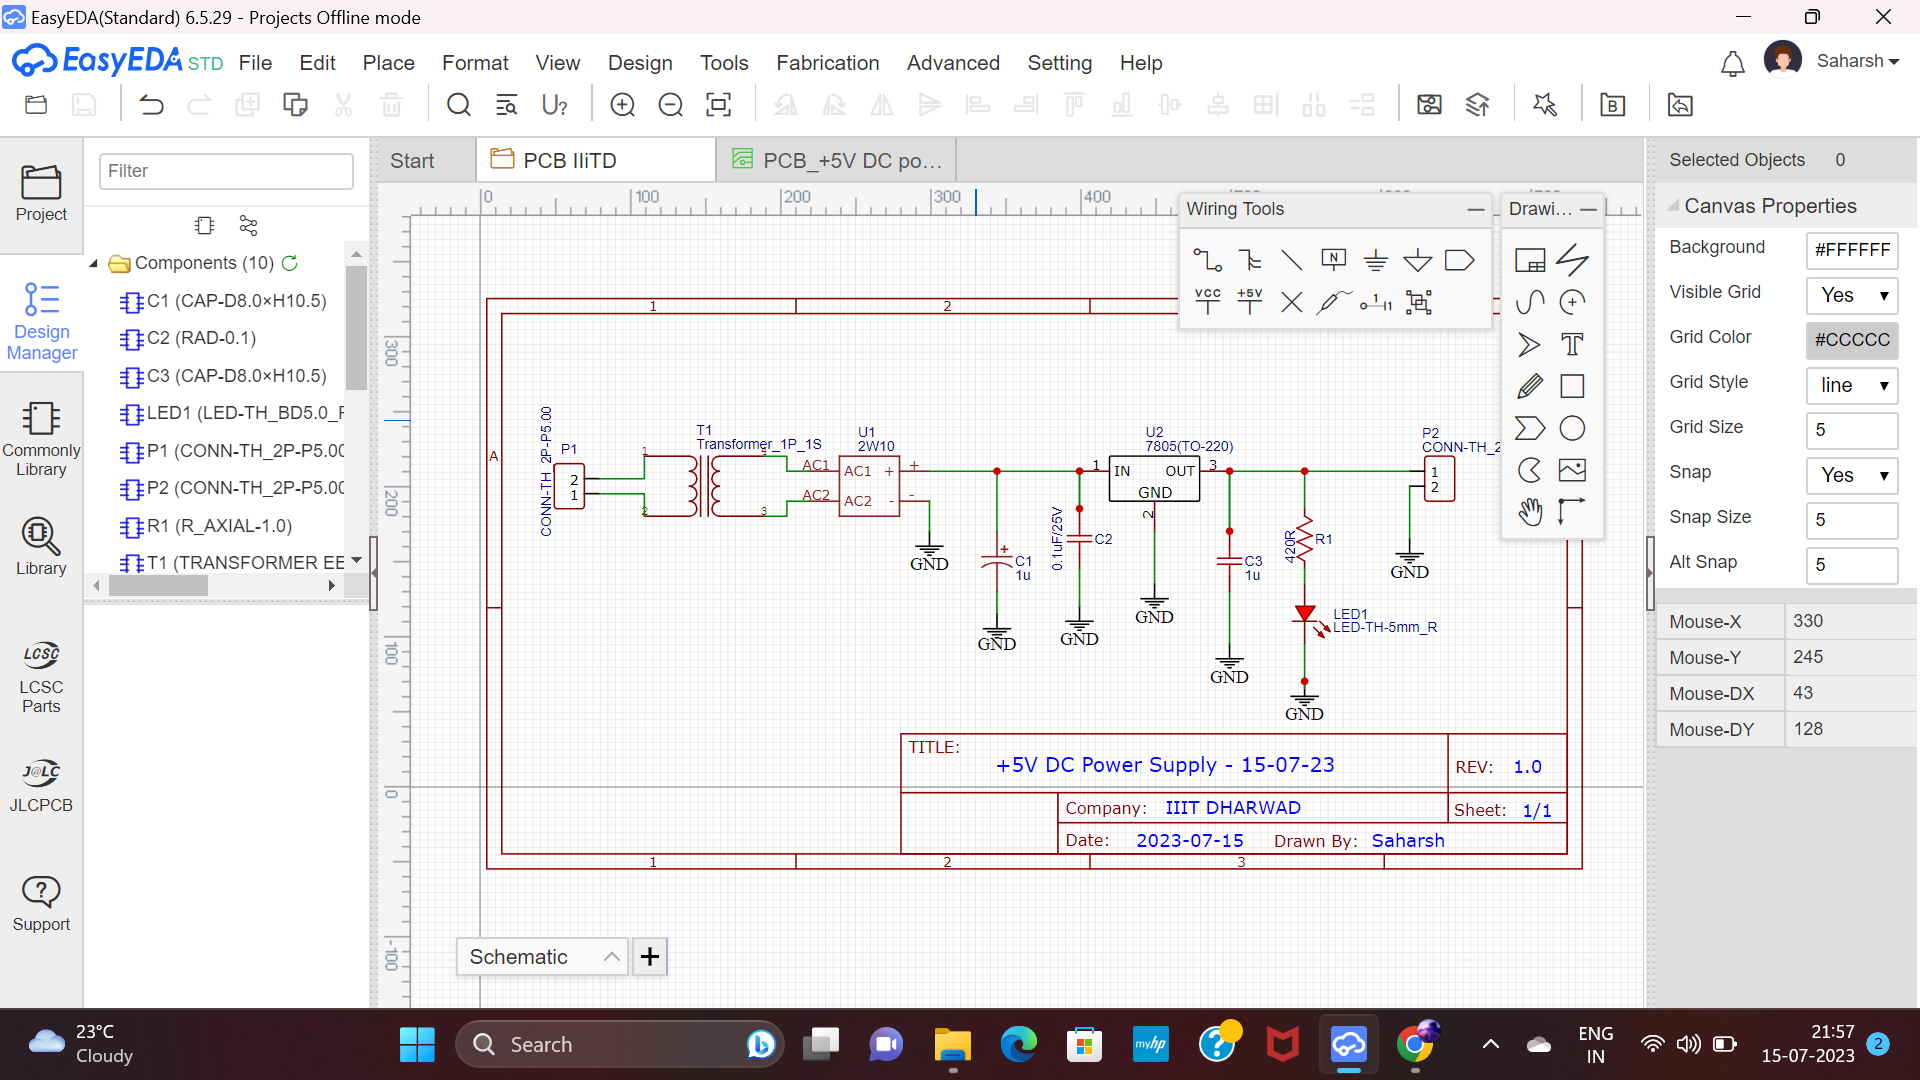 EasyEDA(Standard) 6.5.29 - Projects Offline mode
EasyEDA STD File Edit Place Format View Design Tools Fabrication Advanced Setting Help Saharsh
Project
Design
Manager
Commonly
Library
Library
LCSC
LCSC
Parts
J@LC
JLCPCB
Support
Filter
Components (10)
C1 (CAP-D8.0×H10.5)
C2 (RAD-0.1)
C3 (CAP-D8.0×H10.5)
LED1 (LED-TH_BD5.0_
P1 (CONN-TH_2P-P5.00
P2 (CONN-TH_2P-P5.00
R1 (R_AXIAL-1.0)
T1 (TRANSFORMER EE
Start PCB IIiTD PCB_+5V DC po...
0 100 200 300 400
300
200
100
0
-100
Wiring Tools
N
VCC +5V
Drawi...
1 2
A
CONN-TH_2P-P5.00
P1
2
1
T1
Transformer_1P_1S
1
2
4
3
U1
2W10
AC1 AC1 + +
AC2 AC2 - -
GND
C1
1u
GND
0.1uF/25V
C2
GND
U2
7805(TO-220)
1 IN OUT 3
GND
2
GND
C3
1u
GND
420R
R1
LED1
LED-TH-5mm_R
GND
P2
CONN-TH_2
1
2
GND
TITLE:
+5V DC Power Supply - 15-07-23
REV: 1.0
Company: IIIT DHARWAD
Sheet: 1/1
Date: 2023-07-15 Drawn By: Saharsh
1 2 3
Schematic
Selected Objects 0
Canvas Properties
Background #FFFFFF
Visible Grid Yes
Grid Color #CCCCC
Grid Style line
Grid Size 5
Snap Yes
Snap Size 5
Alt Snap 5
Mouse-X 330
Mouse-Y 245
Mouse-DX 43
Mouse-DY 128
23°C
Cloudy
Search
myhp
ENG
IN
21:57
15-07-2023
2